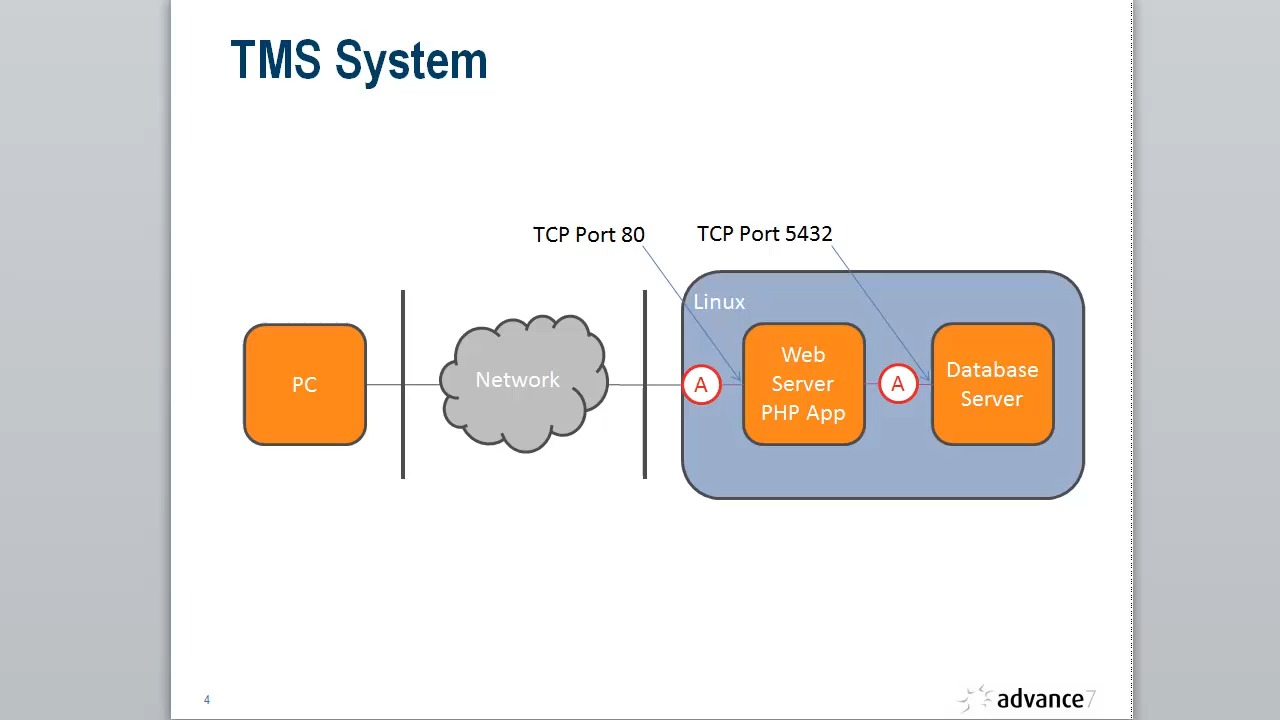 TMS System
TCP Port 80
TCP Port 5432
Linux
PC
Network
A
Web
Server
PHP App
A
Database
Server
4
advance7